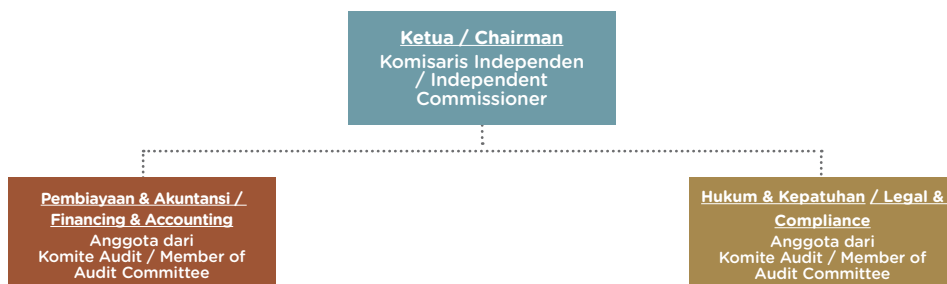 Ketua / Chairman
Komisaris Independen
/ Independent
Commissioner
Pembiayaan & Akuntansi /
Financing & Accounting
Anggota dari
Komite Audit / Member of
Audit Committee
Hukum & Kepatuhan / Legal &
Compliance
Anggota dari
Komite Audit / Member of
Audit Committee